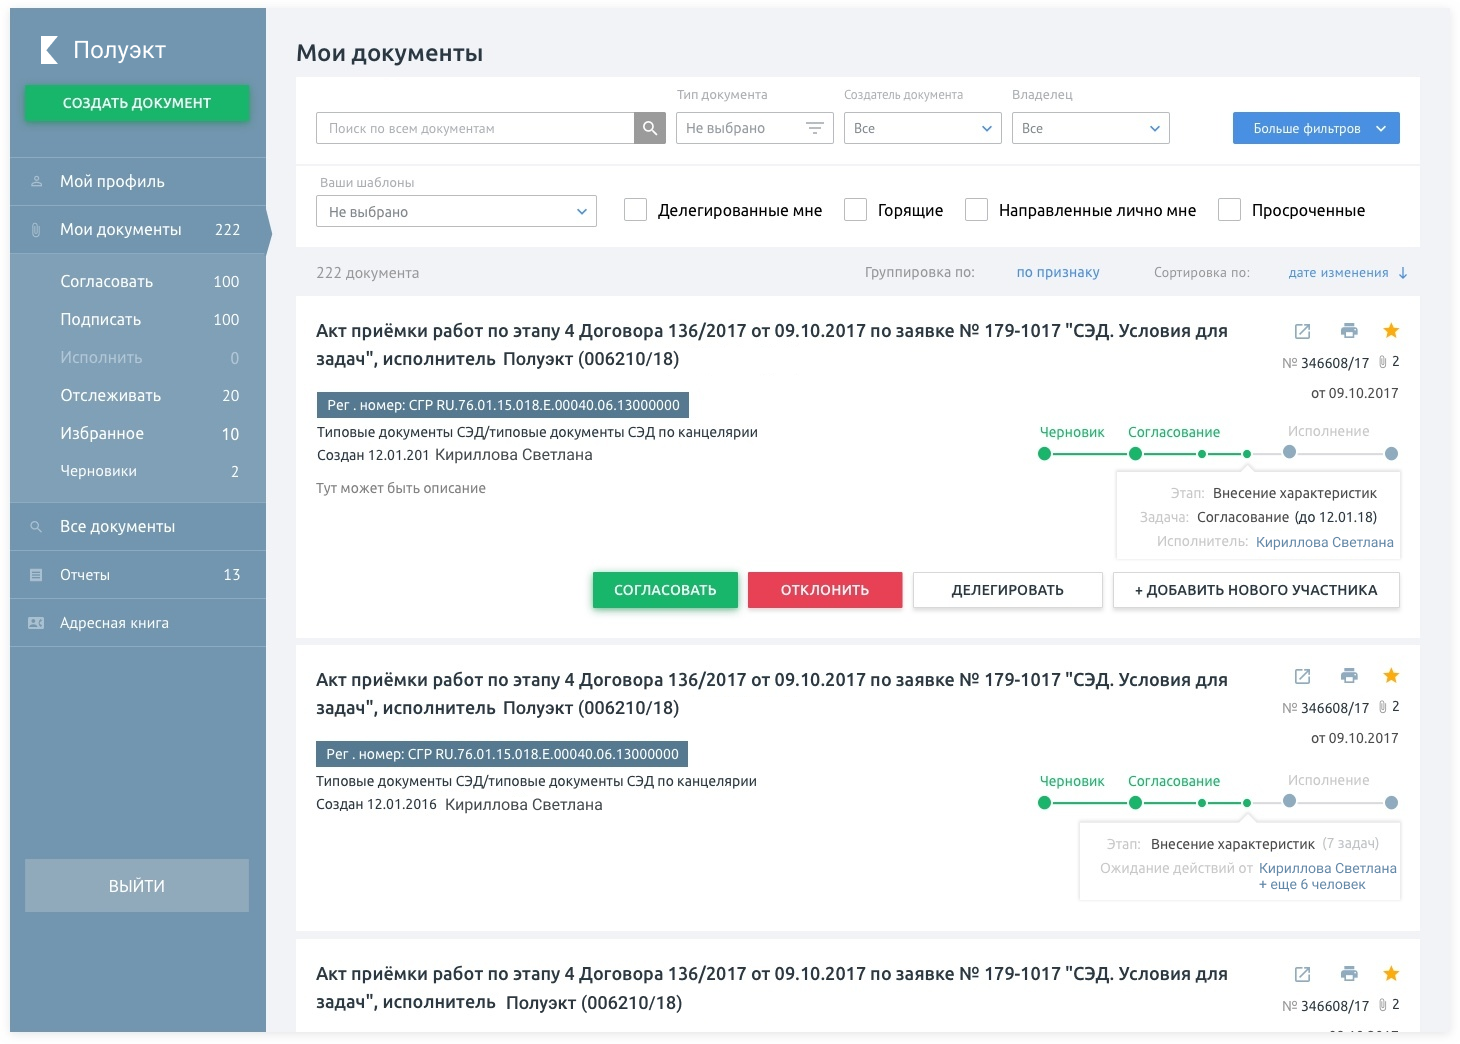 Полуэкт
СОЗДАТЬ ДОКУМЕНТ
Мой профиль
Мои документы 222
Согласовать 100
Подписать 100
Исполнить 0
Отслеживать 20
Избранное 10
Черновики 2
Все документы
Отчеты 13
Адресная книга
ВЫЙТИ
Мои документы
Тип документа Создатель документа Владелец
Поиск по всем документам Не выбрано Все Все Больше фильтров
Ваши шаблоны
Не выбрано Делегированные мне Горящие Направленные лично мне Просроченные
222 документа Группировка по: по признаку Сортировка по: дате изменения ↓
Акт приёмки работ по этапу 4 Договора 136/2017 от 09.10.2017 по заявке № 179-1017 "СЭД. Условия для
задач", исполнитель Полуэкт (006210/18)
№ 346608/17 2
от 09.10.2017
Рег . номер: СГР RU.76.01.15.018.Е.00040.06.13000000
Типовые документы СЭД/типовые документы СЭД по канцелярии
Создан 12.01.201 Кириллова Светлана
Тут может быть описание
Черновик Согласование Исполнение
Этап: Внесение характеристик
Задача: Согласование (до 12.01.18)
Исполнитель: Кириллова Светлана
СОГЛАСОВАТЬ ОТКЛОНИТЬ ДЕЛЕГИРОВАТЬ + ДОБАВИТЬ НОВОГО УЧАСТНИКА
Акт приёмки работ по этапу 4 Договора 136/2017 от 09.10.2017 по заявке № 179-1017 "СЭД. Условия для
задач", исполнитель Полуэкт (006210/18)
№ 346608/17 2
от 09.10.2017
Рег . номер: СГР RU.76.01.15.018.Е.00040.06.13000000
Типовые документы СЭД/типовые документы СЭД по канцелярии
Создан 12.01.2016 Кириллова Светлана
Черновик Согласование Исполнение
Этап: Внесение характеристик (7 задач)
Ожидание действий от Кириллова Светлана
+ еще 6 человек
Акт приёмки работ по этапу 4 Договора 136/2017 от 09.10.2017 по заявке № 179-1017 "СЭД. Условия для
задач", исполнитель Полуэкт (006210/18)
№ 346608/17 2